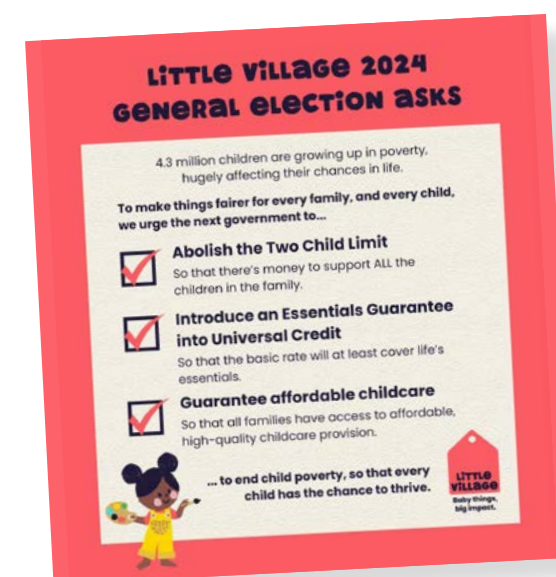 LiTTLe ViLLaGe 2024
GeNeRaL eLeCTiON aSKS
4.3 million children are growing up in poverty,
hugely affecting their chances in life.
To make things fairer for every family, and every child,
we urge the next government to...
Abolish the Two Child Limit
So that there's money to support ALL the
children in the family.
Introduce an Essentials Guarantee
into Universal Credit
So that the basic rate will at least cover life's
essentials.
Guarantee affordable childcare
So that all families have access to affordable,
high-quality childcare provision.
... to end child poverty, so that every
child has the chance to thrive.
LiTTLe
ViLLaGe
Baby things,
big impact.